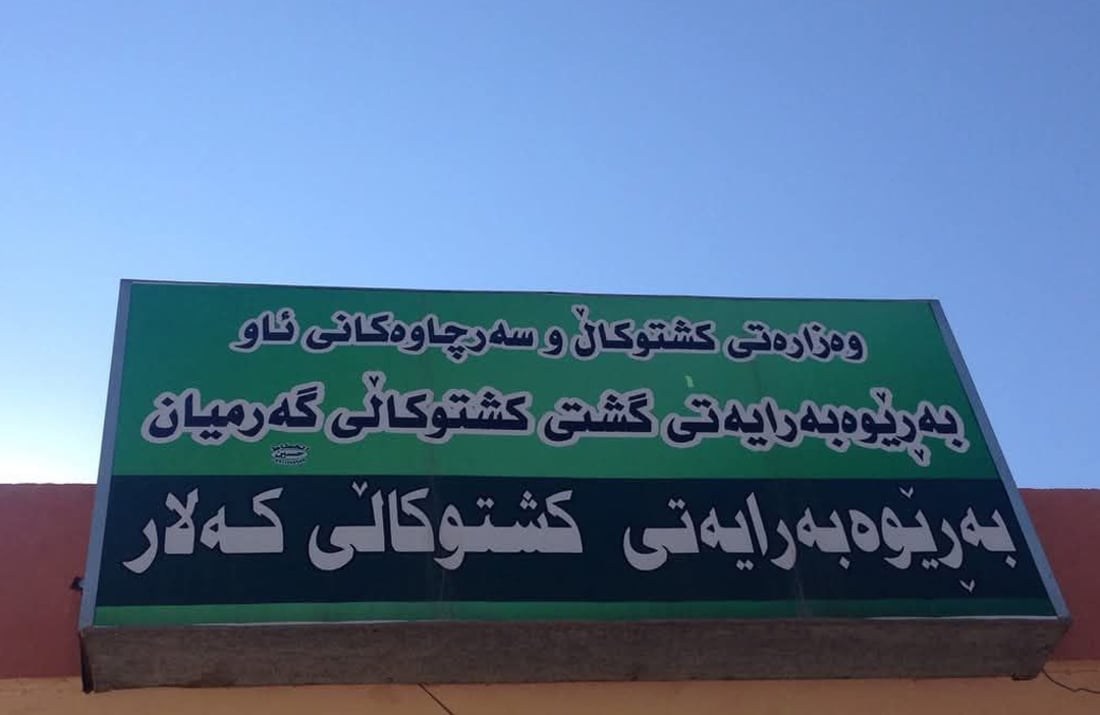 وەزارەتی کشتوکاڵ و سەرچاوەکانی ئاو
بەڕێوەبەرایەتی گشتی کشتوکاڵی گەرمیان
بەڕێوەبەرایەتی کشتوکاڵی کەلار